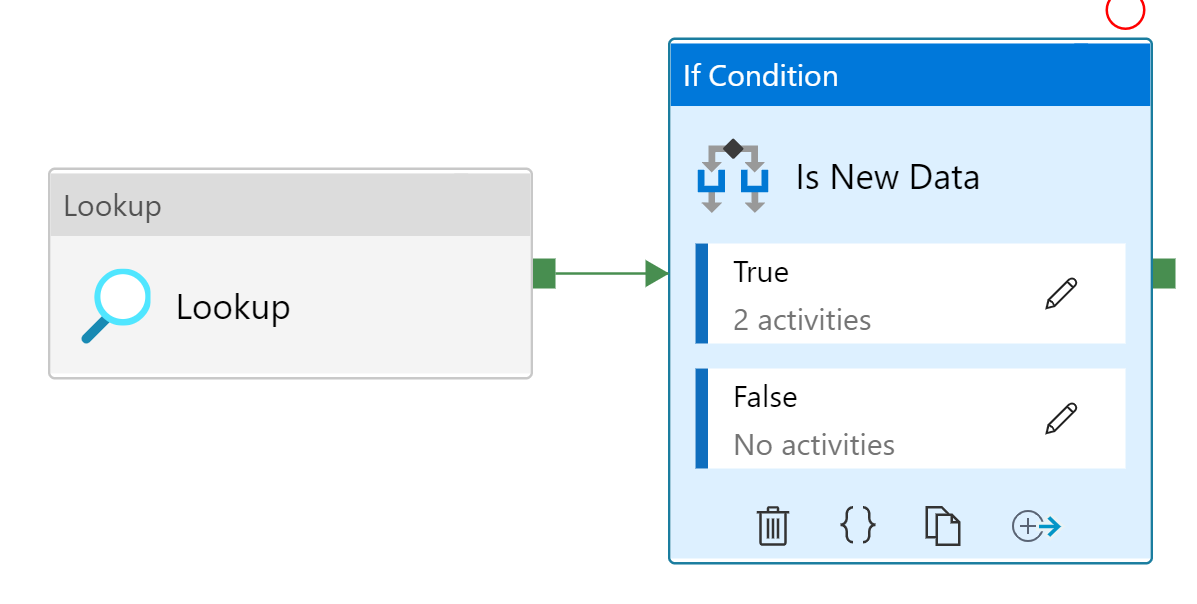 Lookup
Lookup
If Condition
Is New Data
True
2 activities
False
No activities